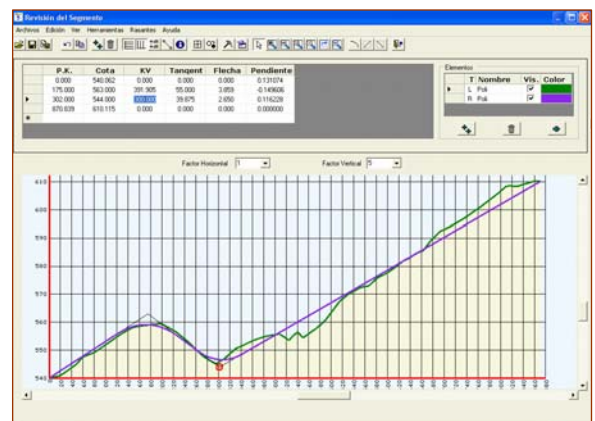 Revisión del Segmento
Archivos Edición Ver Herramientas Rasantes Ayuda
P.K. Cota KV Tangent Flecha Pendiente
0.000 540.062 0.000 0.000 0.000 0.131074
175.000 563.000 391.905 55.000 3.859 -0.149606
302.000 544.000 300.000 39.875 2.650 0.116228
870.839 610.115 0.000 0.000 0.000 0.000000
Elementos
T Nombre Vis. Color
L Poli
R Poli
Factor Horizontal 1 Factor Vertical 5
610
600
590
580
570
560
550
540